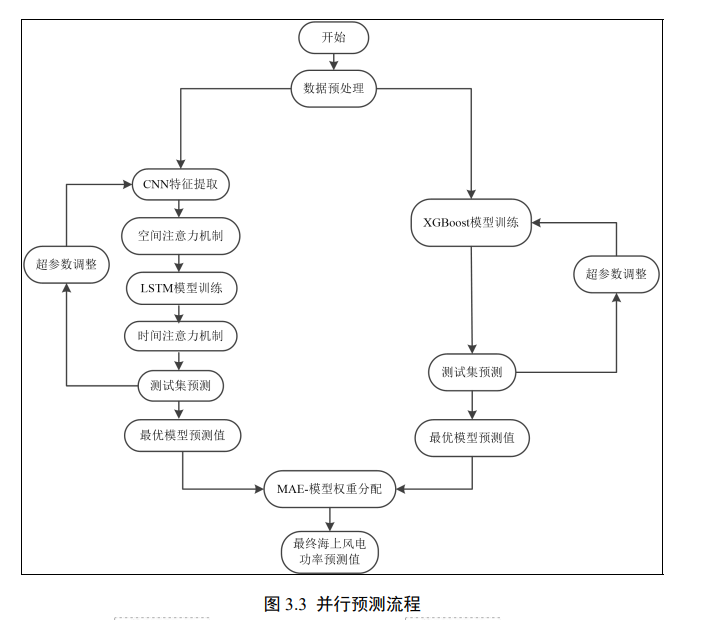 开始
数据预处理
CNN特征提取
空间注意力机制
超参数调整
LSTM模型训练
时间注意力机制
测试集预测
最优模型预测值
XGBoost模型训练
超参数调整
测试集预测
最优模型预测值
MAE-模型权重分配
最终海上风电
功率预测值
图 3.3 并行预测流程